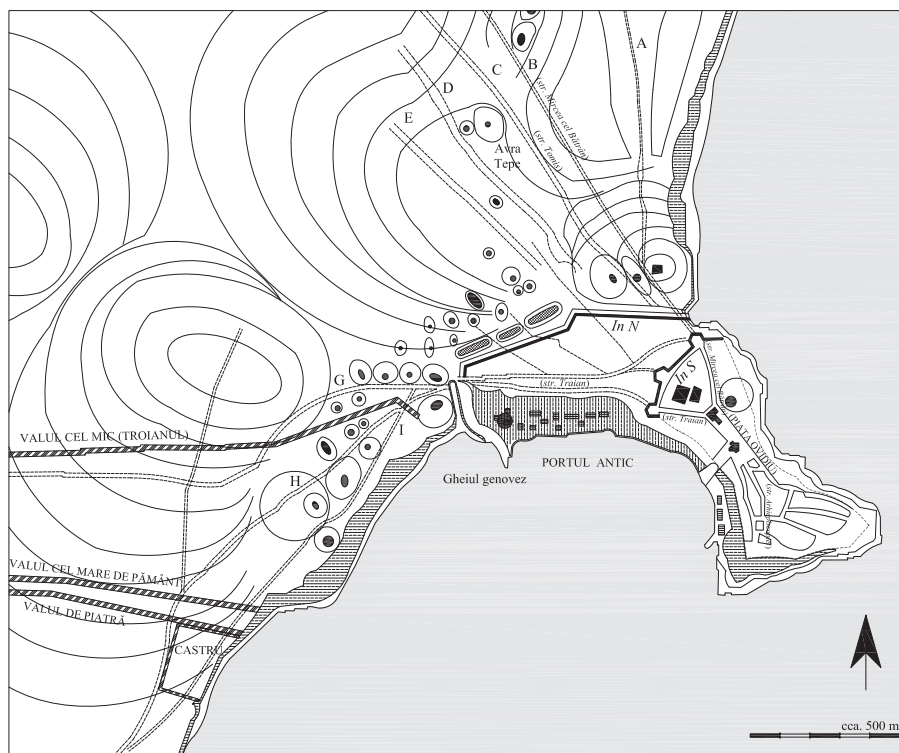 A
B
C
D
E
(str. Mircea cel Bătrân)
(str. Tomis)
Avra
Tepe
In N
G
(str. Traian)
In S
(str. Traian)
(PIAȚA OVIDIU)
VALUL CEL MIC (TROIANUL)
I
PORTUL ANTIC
Gheiul genovez
H
VALUL CEL MARE DE PĂMÂNT
VALUL DE PIATRĂ
CASTRU
cca. 500 m